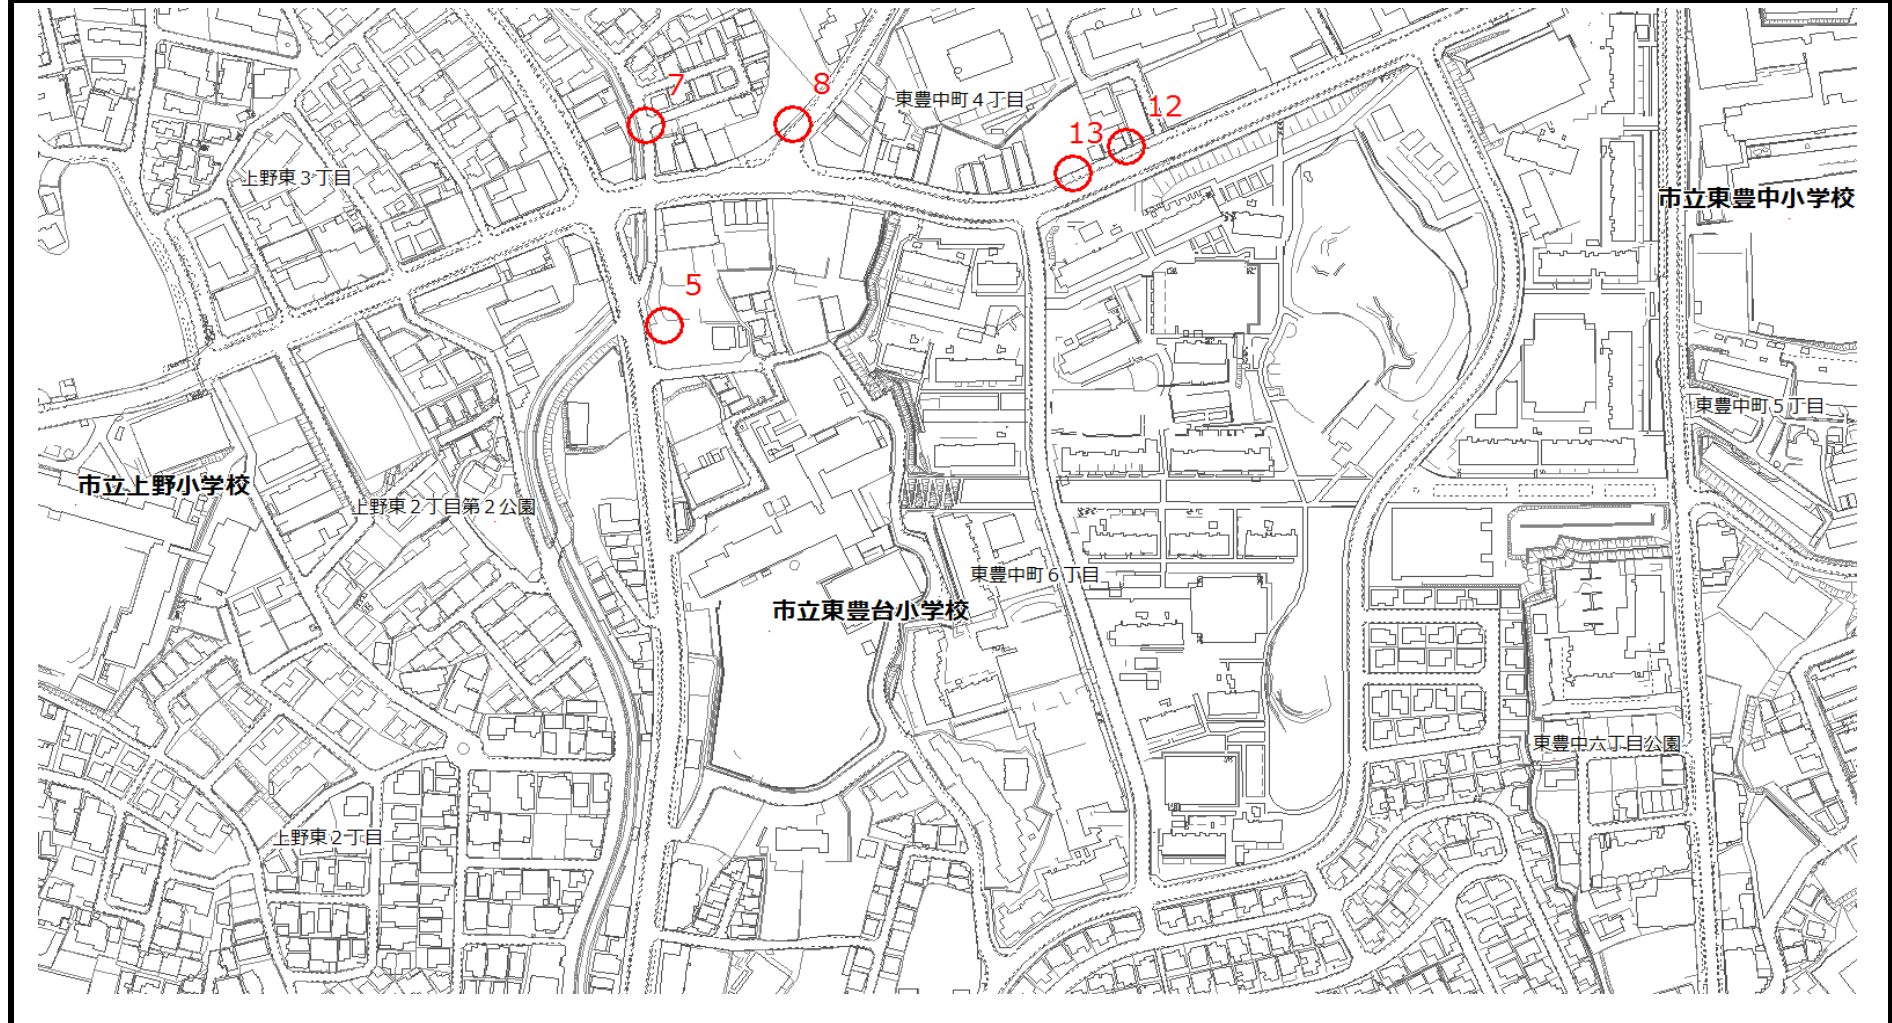 7
8
東豊中町４丁目
12
13
上野東３丁目
市立東豊中小学校
5
東豊中町５丁目
市立上野小学校
上野東２丁目第２公園
東豊中町６丁目
市立東豊台小学校
東豊中六丁目公園
上野東２丁目